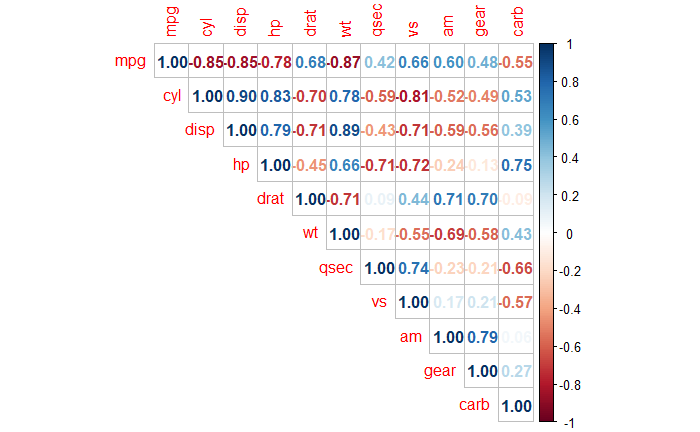 mpg cyl disp hp drat wt qsec vs am gear carb
mpg 1.00 -0.85 -0.85 -0.78 0.68 -0.87 0.42 0.66 0.60 0.48 -0.55
cyl 1.00 0.90 0.83 -0.70 0.78 -0.59 -0.81 -0.52 -0.49 0.53
disp 1.00 0.79 -0.71 0.89 -0.43 -0.71 -0.59 -0.56 0.39
hp 1.00 -0.45 0.66 -0.71 -0.72 -0.24 -0.13 0.75
drat 1.00 -0.71 0.09 0.44 0.71 0.70 -0.09
wt 1.00 -0.17 -0.55 -0.69 -0.58 0.43
qsec 1.00 0.74 -0.23 -0.21 -0.66
vs 1.00 0.17 0.21 -0.57
am 1.00 0.79 0.06
gear 1.00 0.27
carb 1.00
1
0.8
0.6
0.4
0.2
0
-0.2
-0.4
-0.6
-0.8
-1